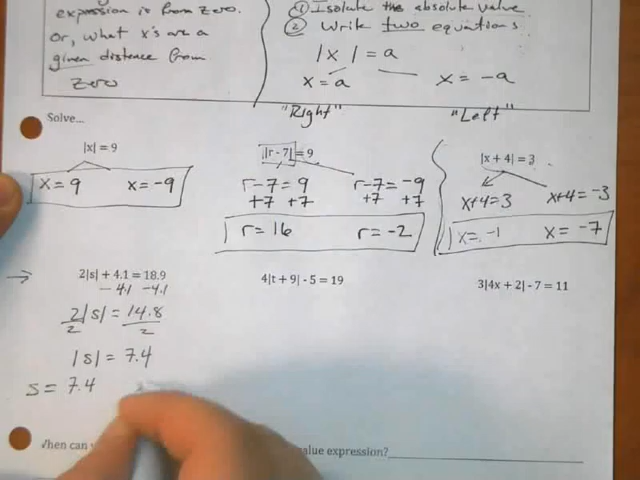 expression is from zero.
or, what x's are a
given distance from
zero
① Isolate the absolute value
② Write two equations
|x| = a
x = a x = -a
"Right" "Left"
Solve...
|x| = 9
x = 9 x = -9
|r - 7| = 9
r-7 = 9 r-7 = -9
+7 +7 +7 +7
r = 16 r = -2
|x + 4| = 3
x+4 = 3 x+4 = -3
x = -1 x = -7
2|s| + 4.1 = 18.9
- 4.1 -4.1
2|s| = 14.8
2 2
|s| = 7.4
s = 7.4
4|t + 9| - 5 = 19
3|4x + 2| - 7 = 11
When can value expression?